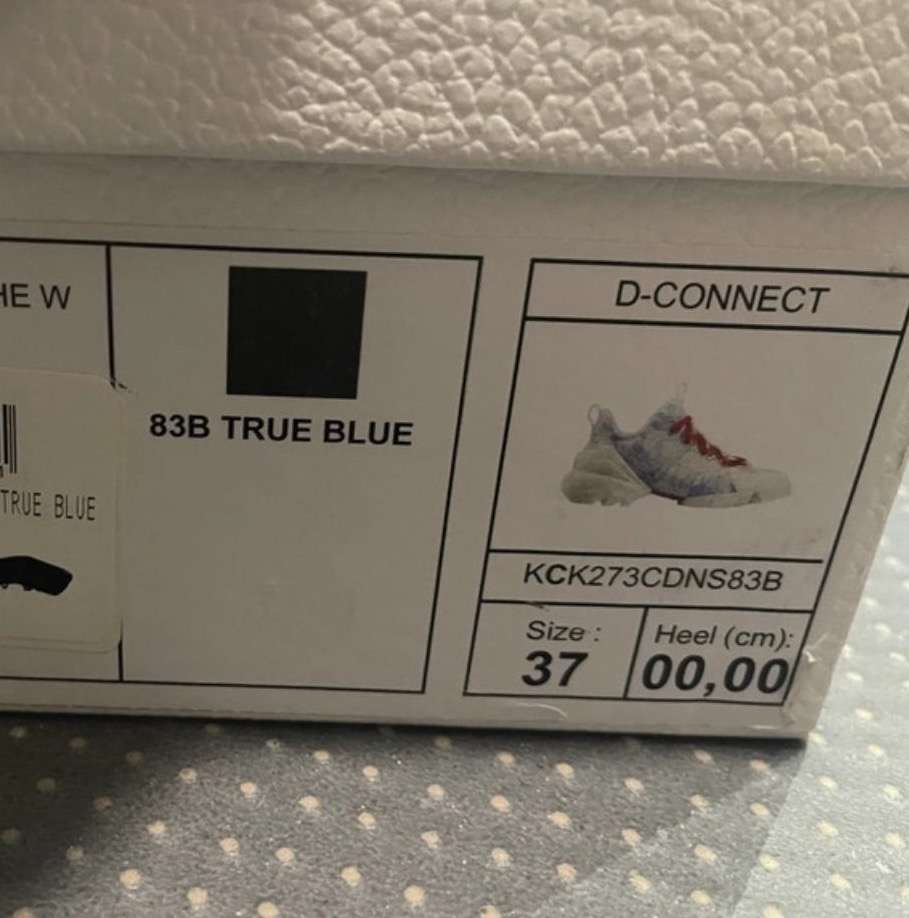 HE W
TRUE BLUE
83B TRUE BLUE
D-CONNECT
KCK273CDNS83B
Size :
37
Heel (cm):
00,00